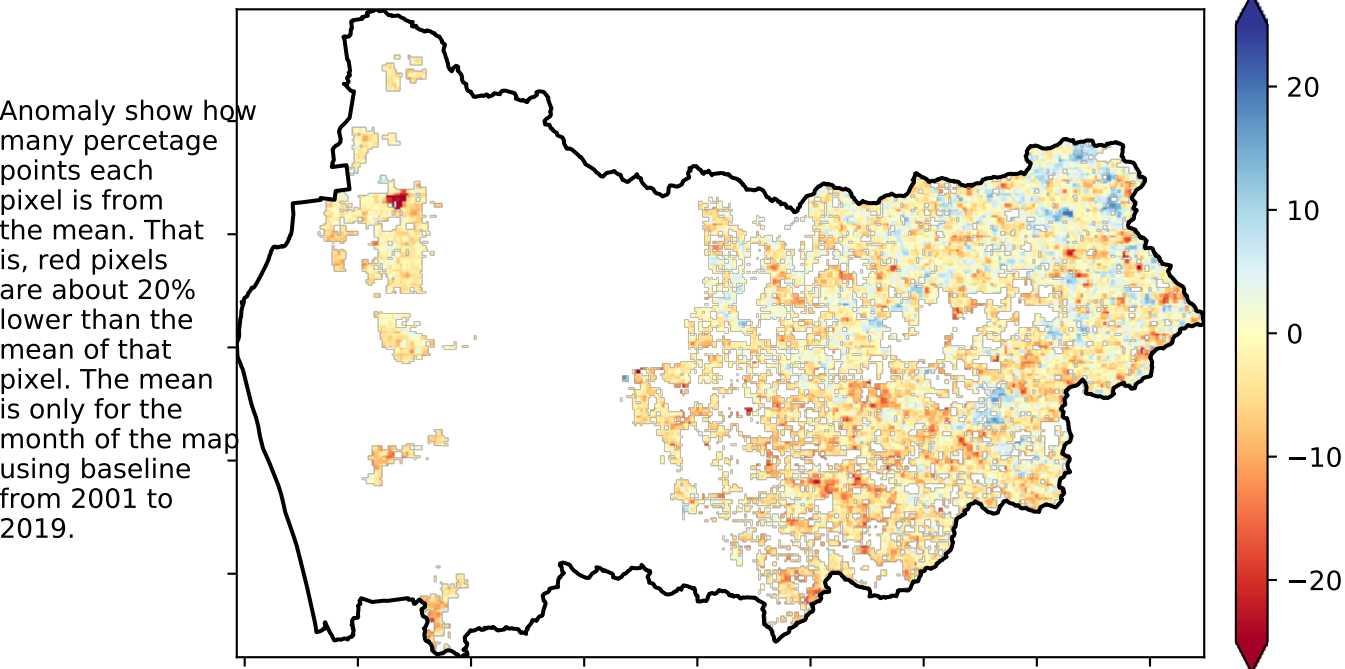 Anomaly show how
many percetage
points each
pixel is from
the mean. That
is, red pixels
are about 20%
lower than the
mean of that
pixel. The mean
is only for the
month of the map
using baseline
from 2001 to
2019.
20
10
0
−10
−20